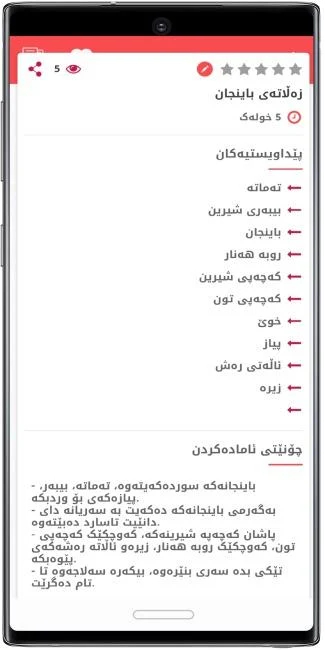 5
زەڵاتەی باینجان
5 خولەک
پێداویستیەکان
تەماتە
بیبەری شیرین
باینجان
روبە هەنار
کەچەپی شیرین
کەچەپی تون
خوێ
پیاز
ئاڵەتی رەش
زیرە
چۆنێتی ئامادەکردن
باینجانەکە سوردەکەیتەوە، تەماتە، بیبەر، -
پیازەکەی بۆ وردبکە.
بەگەرمی باینجانەکە دەکەیت بە سەریانە دای -
دانێیت تاسارد دەبێتەوە.
پاشان کەچەپە شیرینەکە، کەوچکێک کەچەپی -
تون، کەوچکێک روبە هەنار، زیرەو ئاڵاتە رەشەکەی
پێوەبکە.
تێکی بدە سەری بنێرەوە، بیکەرە سەلاجەوە تا -
تام دەگرێت.